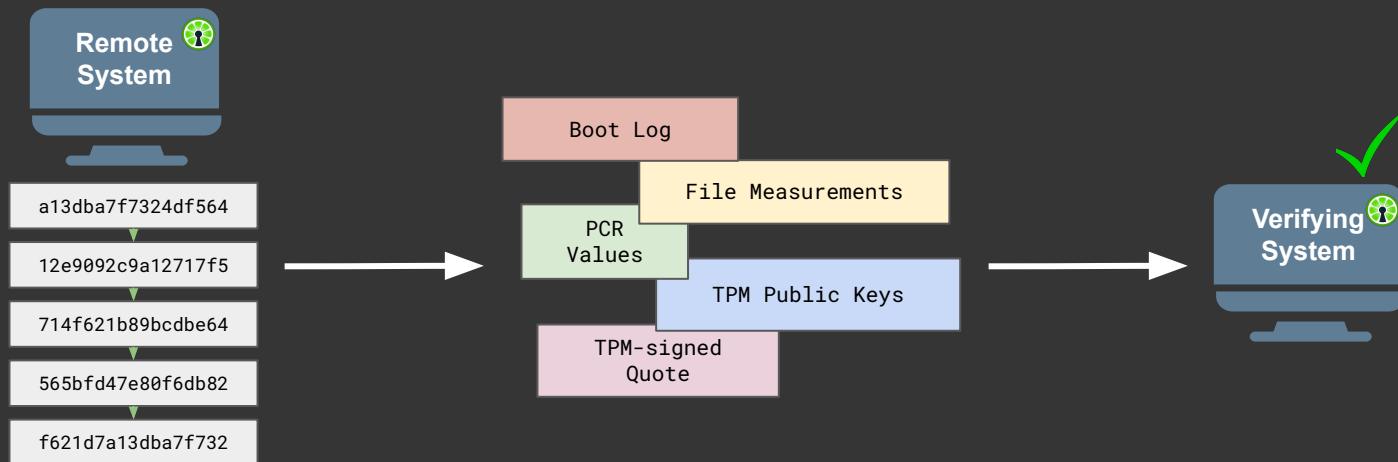 Remote
System
a13dba7f7324df564
12e9092c9a12717f5
714f621b89bcdbe64
565bfd47e80f6db82
f621d7a13dba7f732
Boot Log
File Measurements
PCR
Values
TPM Public Keys
TPM-signed
Quote
Verifying
System